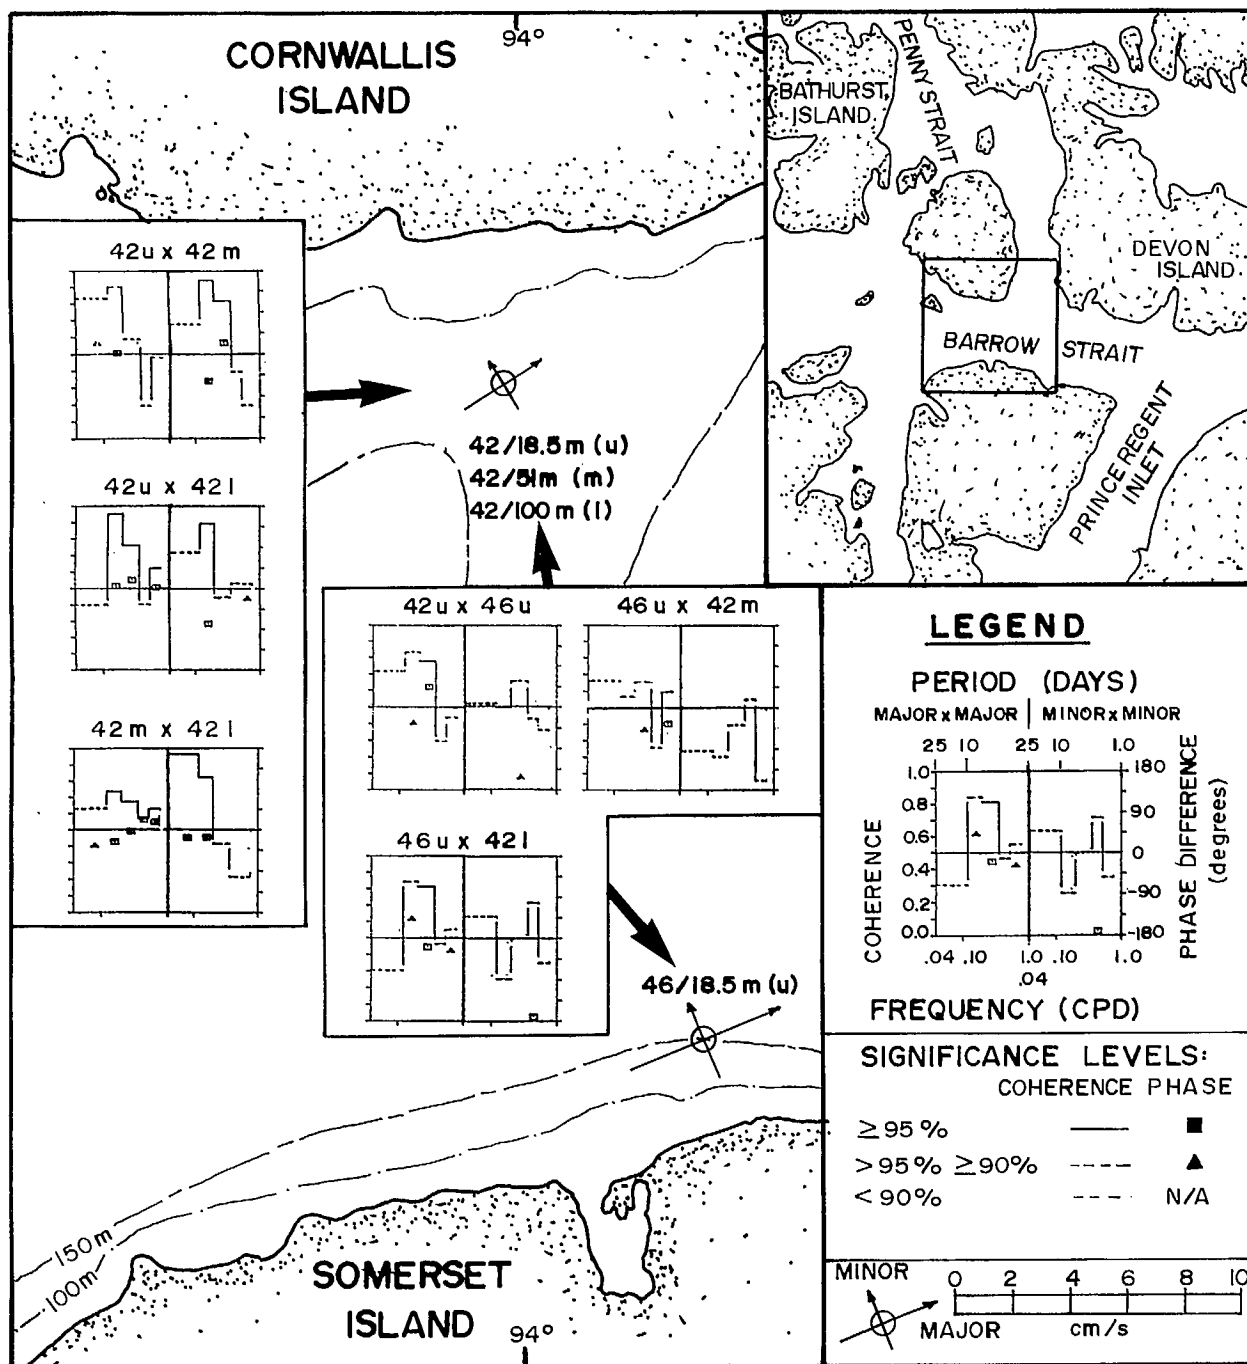 94°
CORNWALLIS
ISLAND
PENNY STRAIT
BATHURST
ISLAND
DEVON
ISLAND
BARROW STRAIT
PRINCE REGENT
INLET
42u x 42m
42u x 42l
42m x 42l
42/18.5m (u)
42/51m (m)
42/100m (l)
42u x 46u
46u x 42m
46u x 42l
46/18.5m (u)
150m
100m
SOMERSET
ISLAND
94°
LEGEND
PERIOD (DAYS)
MAJOR x MAJOR | MINOR x MINOR
25 10 25 10 1.0
1.0 180
0.8 90
0.6
0.4 0
0.2 -90
0.0 -180
COHERENCE
PHASE DIFFERENCE
(degrees)
.04 .10 1.0 .10 1.0
.04
FREQUENCY (CPD)
SIGNIFICANCE LEVELS:
COHERENCE PHASE
≥95%
>95% ≥90%
<90% N/A
MINOR
0 2 4 6 8 10
MAJOR cm/s